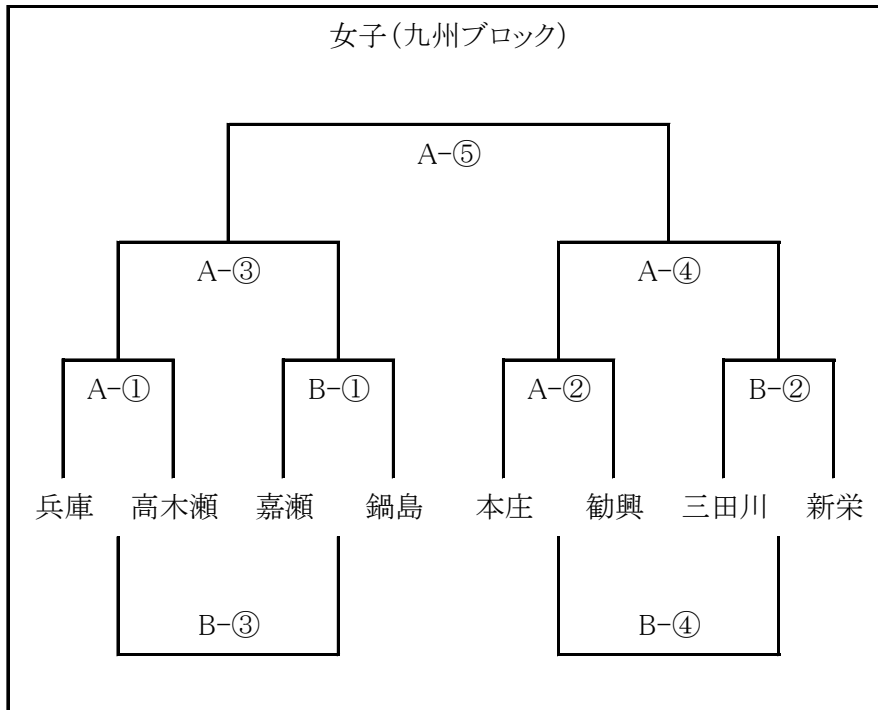 女子（九州ブロック）
A-⑤
A-③ A-④
A-① B-① A-② B-②
兵庫 高木瀬 嘉瀬 鍋島 本庄 勧興 三田川 新栄
B-③ B-④